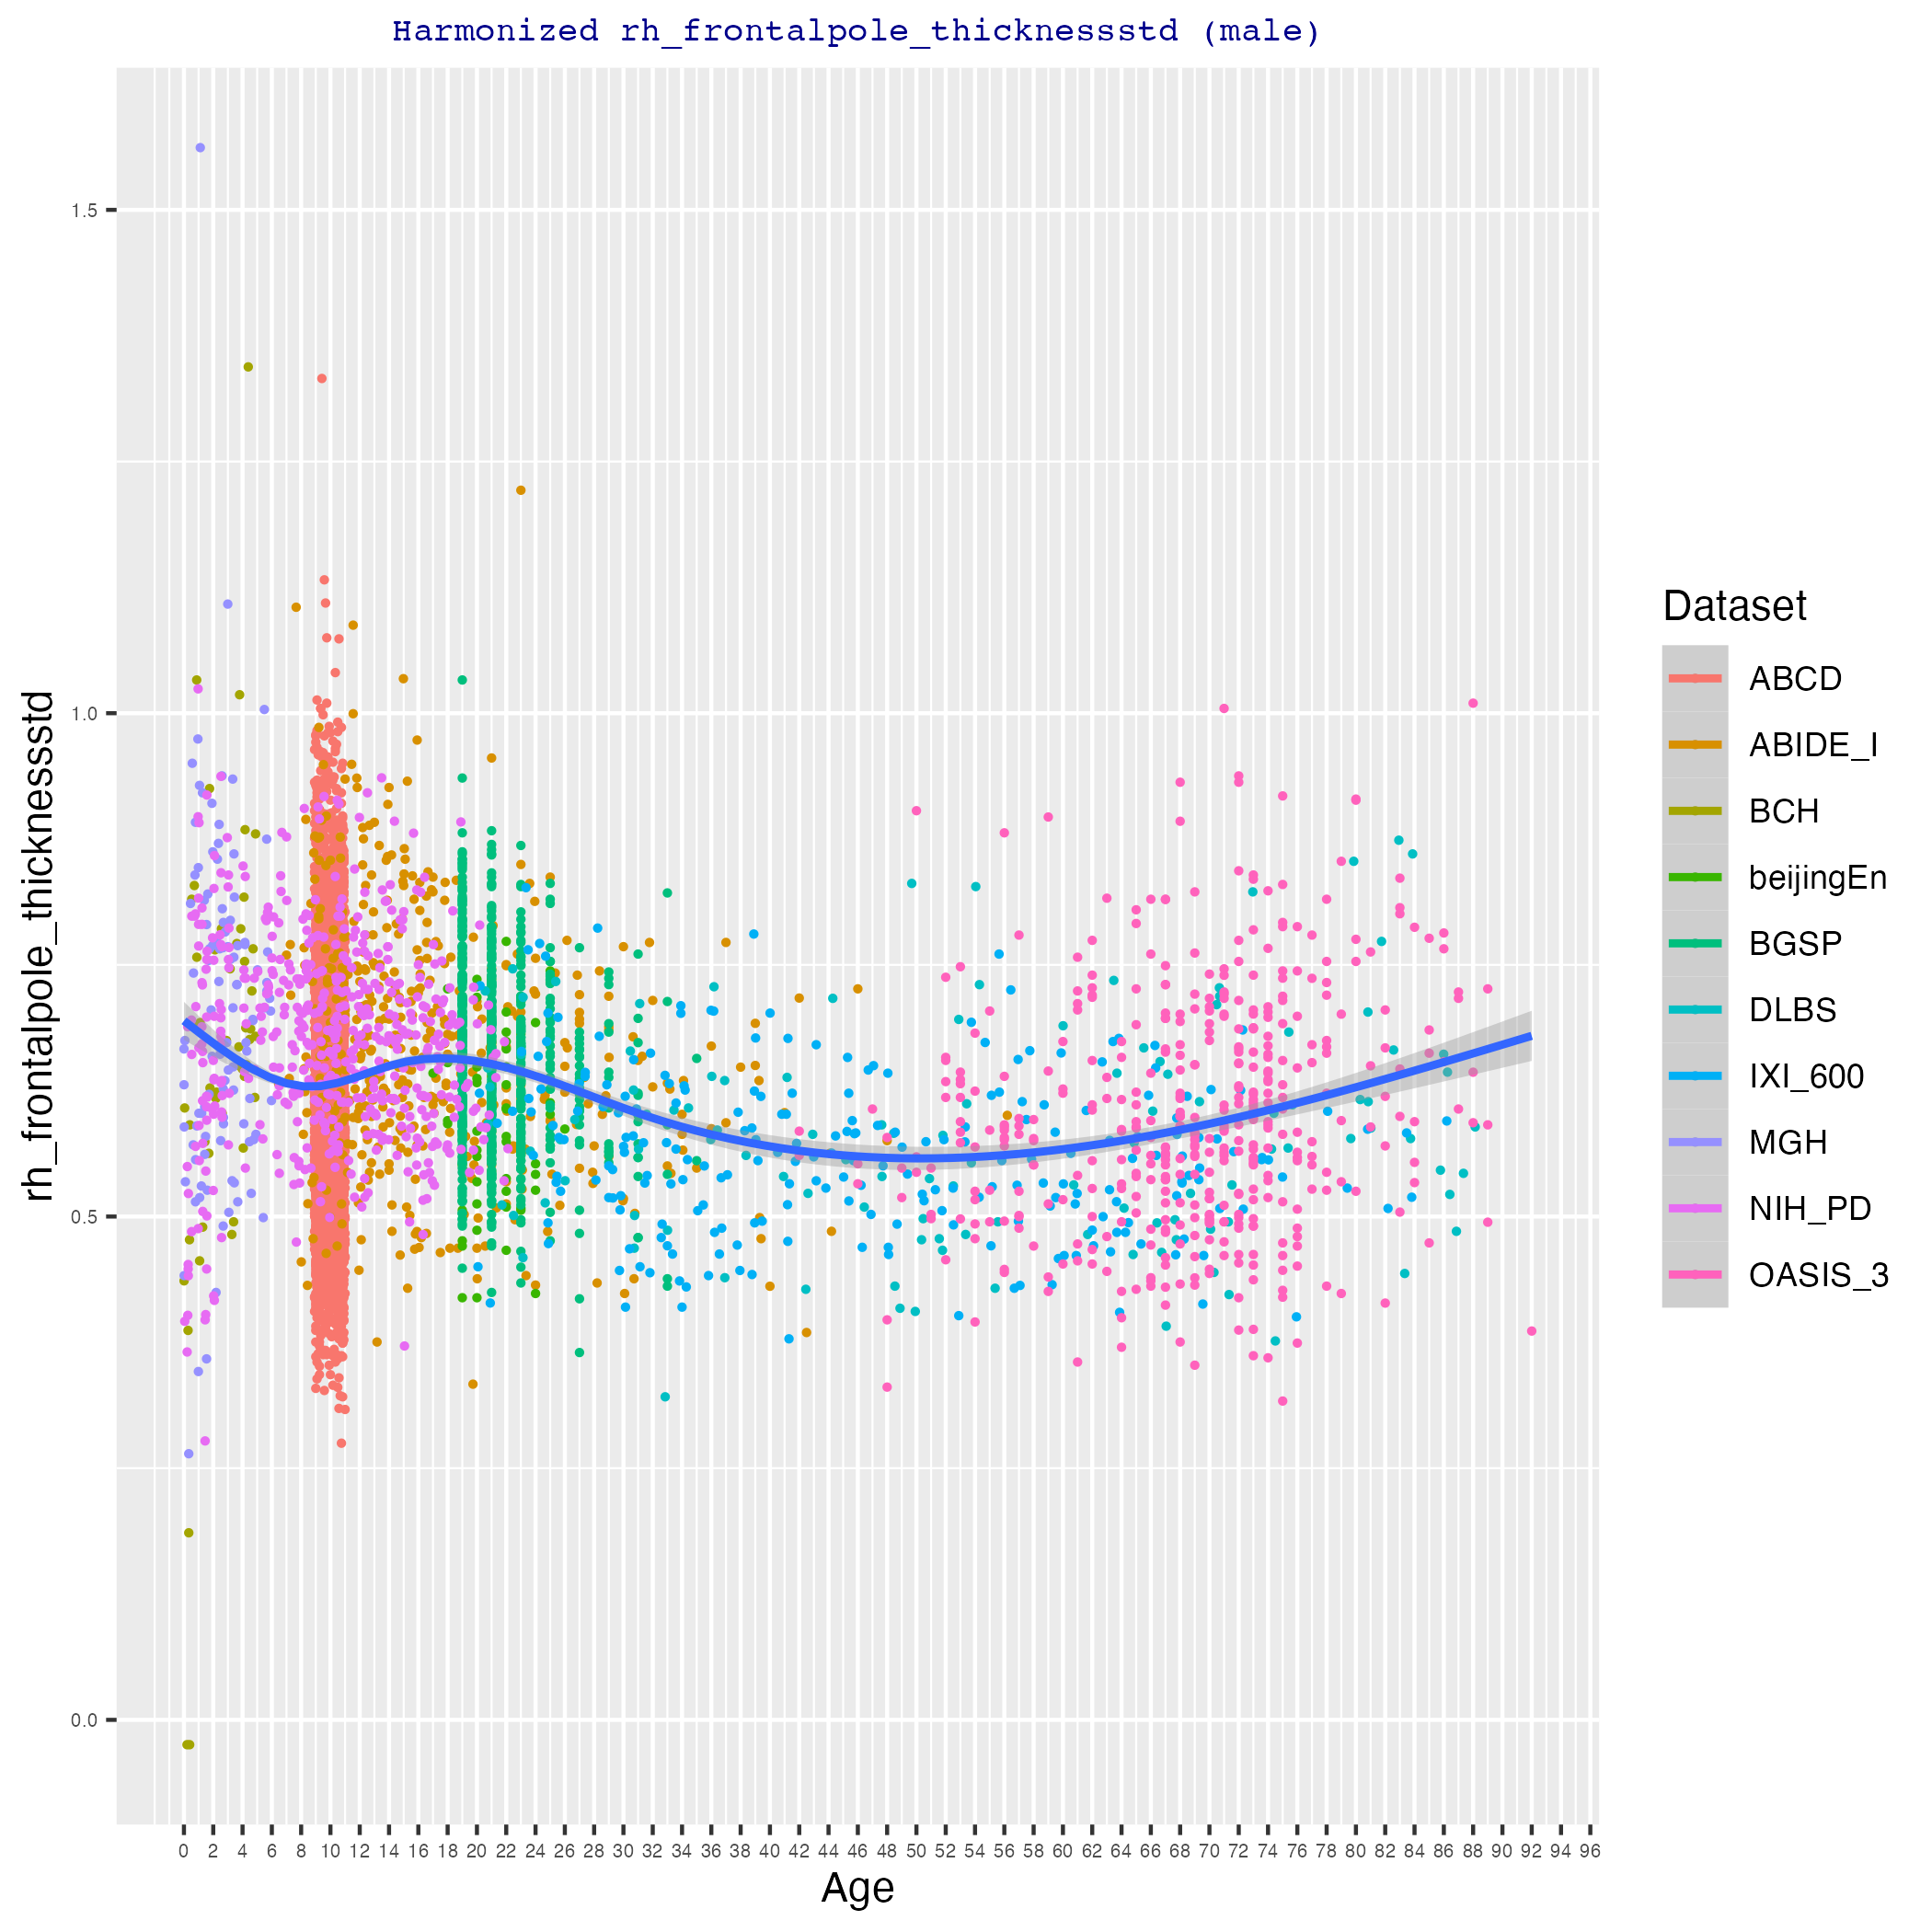 Harmonized rh_frontalpole_thicknessstd (male)
rh_frontalpole_thicknessstd
1.5
1.0
0.5
0.0
0 2 4 6 8 10 12 14 16 18 20 22 24 26 28 30 32 34 36 38 40 42 44 46 48 50 52 54 56 58 60 62 64 66 68 70 72 74 76 78 80 82 84 86 88 90 92 94 96
Age
Dataset
ABCD
ABIDE_I
BCH
beijingEn
BGSP
DLBS
IXI_600
MGH
NIH_PD
OASIS_3